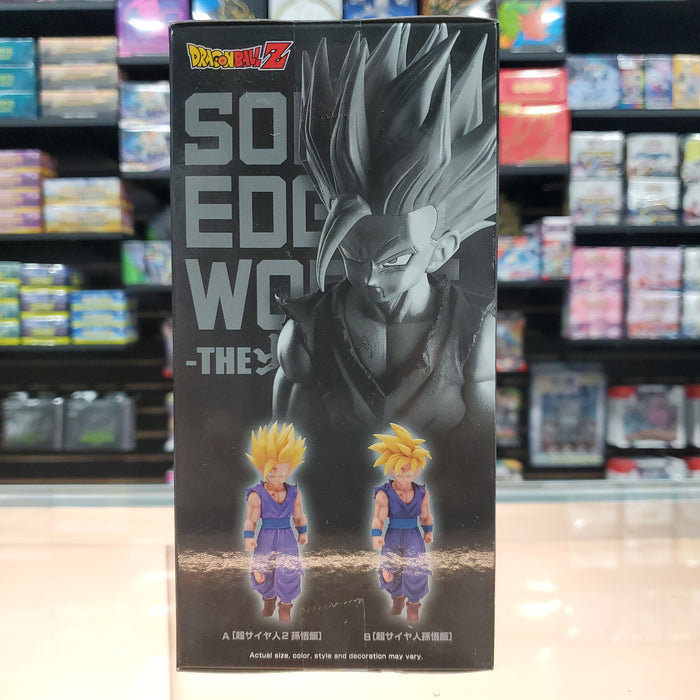 DRAGONBALL Z
SO
EDG
WO
-THE
A [超サイヤ人2 孫悟飯]
B [超サイヤ人孫悟飯]
Actual size, color, style and decoration may vary.